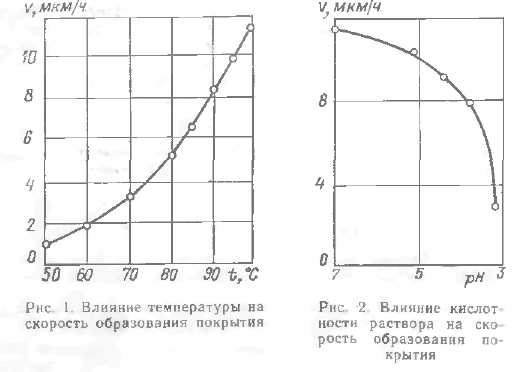 V, мкм/ч
10
8
6
4
2
0
50 60 70 80 90 t,°C
Рис. 1. Влияние температуры на
скорость образования покрытия
V, мкм/ч
8
4
0
7 5 pH 3
Рис. 2. Влияние кислот-
ности раствора на ско-
рость образования по-
крытия